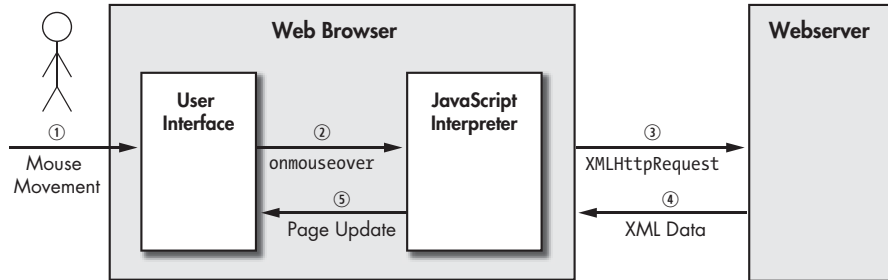 Web Browser
Webserver
User
Interface
JavaScript
Interpreter
①
Mouse
Movement
②
onmouseover
③
XMLHttpRequest
⑤
Page Update
④
XML Data